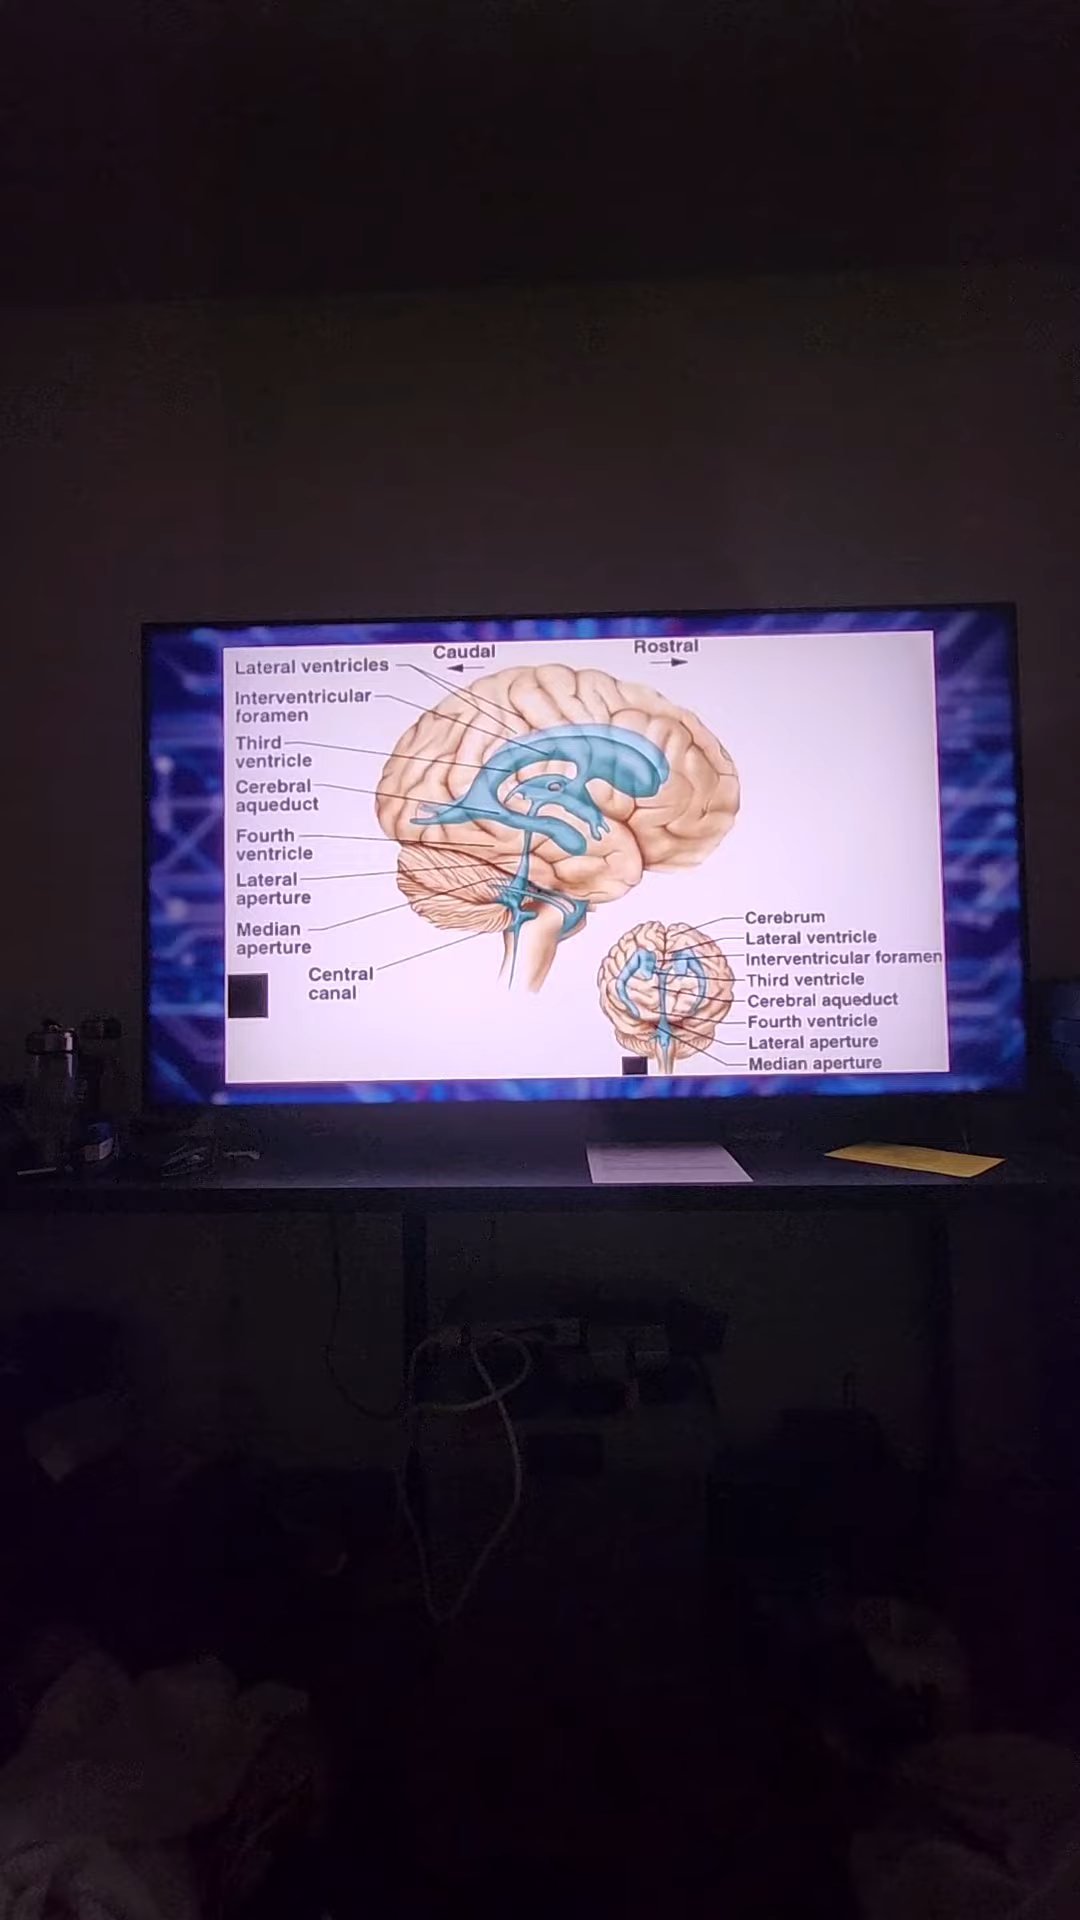 Caudal
Rostral
Lateral ventricles
Interventricular
foramen
Third
ventricle
Cerebral
aqueduct
Fourth
ventricle
Lateral
aperture
Median
aperture
Central
canal
Cerebrum
Lateral ventricle
Interventricular foramen
Third ventricle
Cerebral aqueduct
Fourth ventricle
Lateral aperture
Median aperture